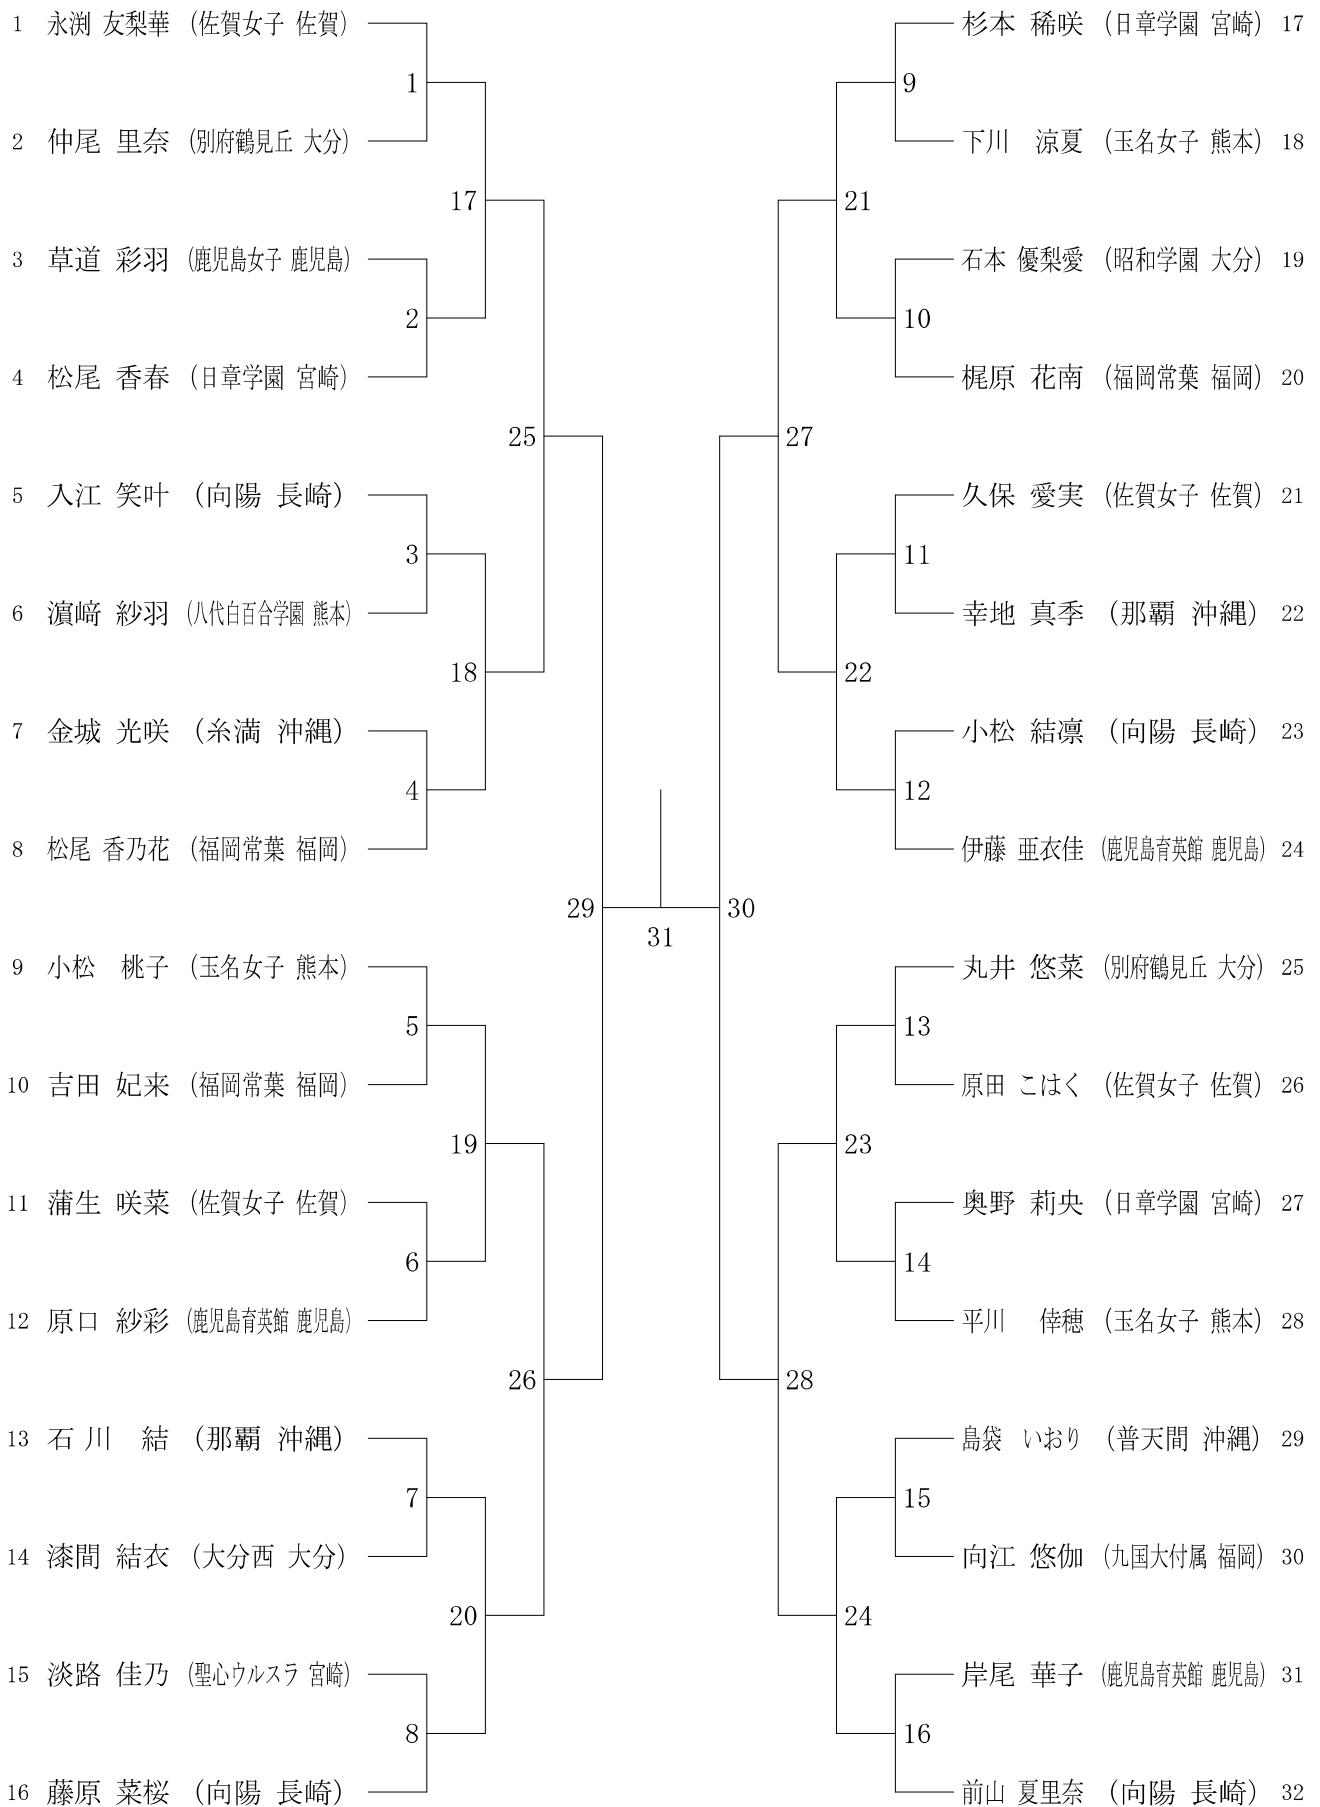 1 永渕 友梨華 (佐賀女子 佐賀)
1
2 仲尾 里奈 (別府鶴見丘 大分)
17
3 草道 彩羽 (鹿児島女子 鹿児島)
2
4 松尾 香春 (日章学園 宮崎)
25
5 入江 笑叶 (向陽 長崎)
3
6 濵﨑 紗羽 (八代白百合学園 熊本)
18
7 金城 光咲 (糸満 沖縄)
4
8 松尾 香乃花 (福岡常葉 福岡)
29
9 小松 桃子 (玉名女子 熊本)
5
10 吉田 妃来 (福岡常葉 福岡)
19
11 蒲生 咲菜 (佐賀女子 佐賀)
6
12 原口 紗彩 (鹿児島育英館 鹿児島)
26
13 石川 結 (那覇 沖縄)
7
14 漆間 結衣 (大分西 大分)
20
15 淡路 佳乃 (聖心ウルスラ 宮崎)
8
16 藤原 菜桜 (向陽 長崎)
31
杉本 稀咲 (日章学園 宮崎) 17
9
下川 涼夏 (玉名女子 熊本) 18
21
石本 優梨愛 (昭和学園 大分) 19
10
梶原 花南 (福岡常葉 福岡) 20
27
久保 愛実 (佐賀女子 佐賀) 21
11
幸地 真季 (那覇 沖縄) 22
22
小松 結凛 (向陽 長崎) 23
12
伊藤 亜衣佳 (鹿児島育英館 鹿児島) 24
30
丸井 悠菜 (別府鶴見丘 大分) 25
13
原田 こはく (佐賀女子 佐賀) 26
23
奥野 莉央 (日章学園 宮崎) 27
14
平川 倖穂 (玉名女子 熊本) 28
28
島袋 いおり (普天間 沖縄) 29
15
向江 悠伽 (九国大付属 福岡) 30
24
岸尾 華子 (鹿児島育英館 鹿児島) 31
16
前山 夏里奈 (向陽 長崎) 32